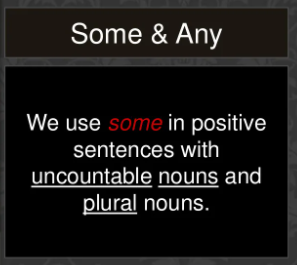 Some & Any
We use some in positive
sentences with
uncountable nouns and
plural nouns.